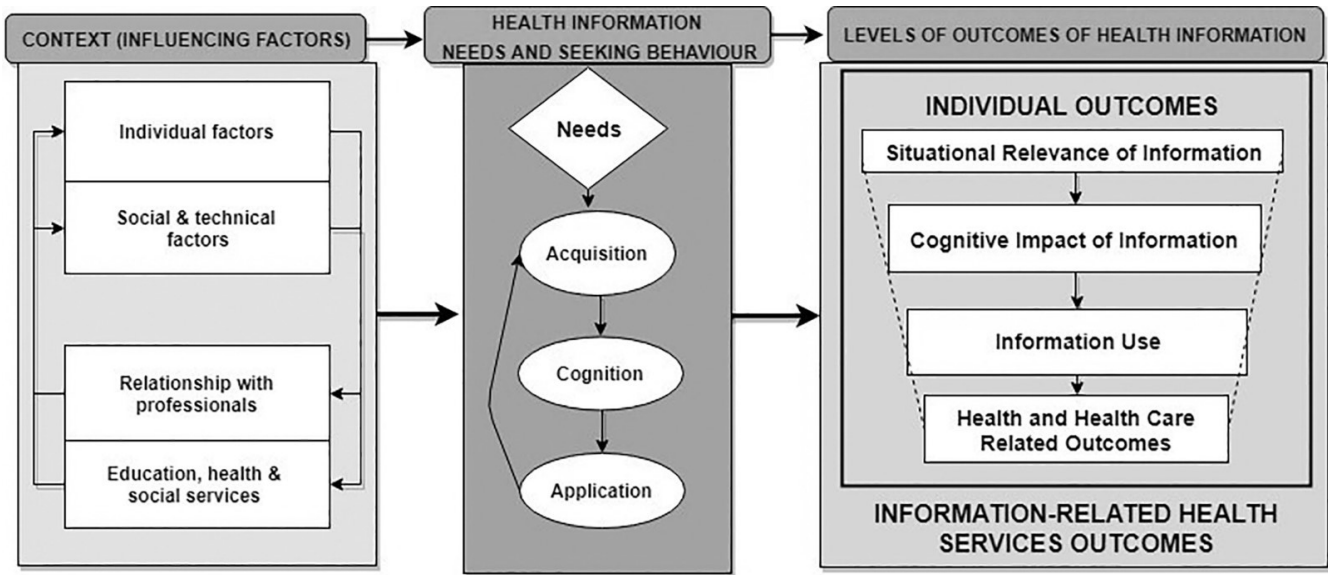 CONTEXT (INFLUENCING FACTORS)
Individual factors
Social & technical
factors
Relationship with
professionals
Education, health &
social services
HEALTH INFORMATION
NEEDS AND SEEKING BEHAVIOUR
Needs
Acquisition
Cognition
Application
LEVELS OF OUTCOMES OF HEALTH INFORMATION
INDIVIDUAL OUTCOMES
Situational Relevance of Information
Cognitive Impact of Information
Information Use
Health and Health Care
Related Outcomes
INFORMATION-RELATED HEALTH
SERVICES OUTCOMES